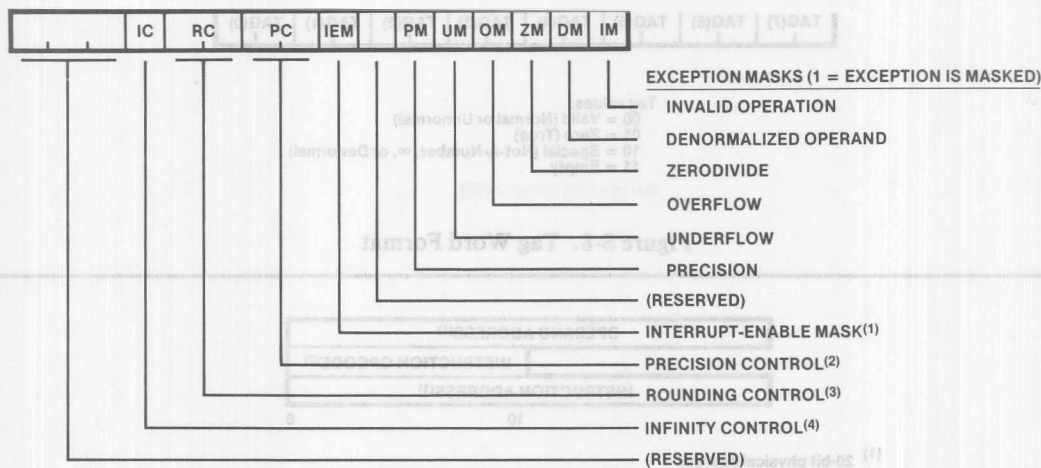 IC RC PC IEM PM UM OM ZM DM IM
EXCEPTION MASKS (1 = EXCEPTION IS MASKED)
INVALID OPERATION
DENORMALIZED OPERAND
ZERODIVIDE
OVERFLOW
UNDERFLOW
PRECISION
(RESERVED)
INTERRUPT-ENABLE MASK(1)
PRECISION CONTROL(2)
ROUNDING CONTROL(3)
INFINITY CONTROL(4)
(RESERVED)